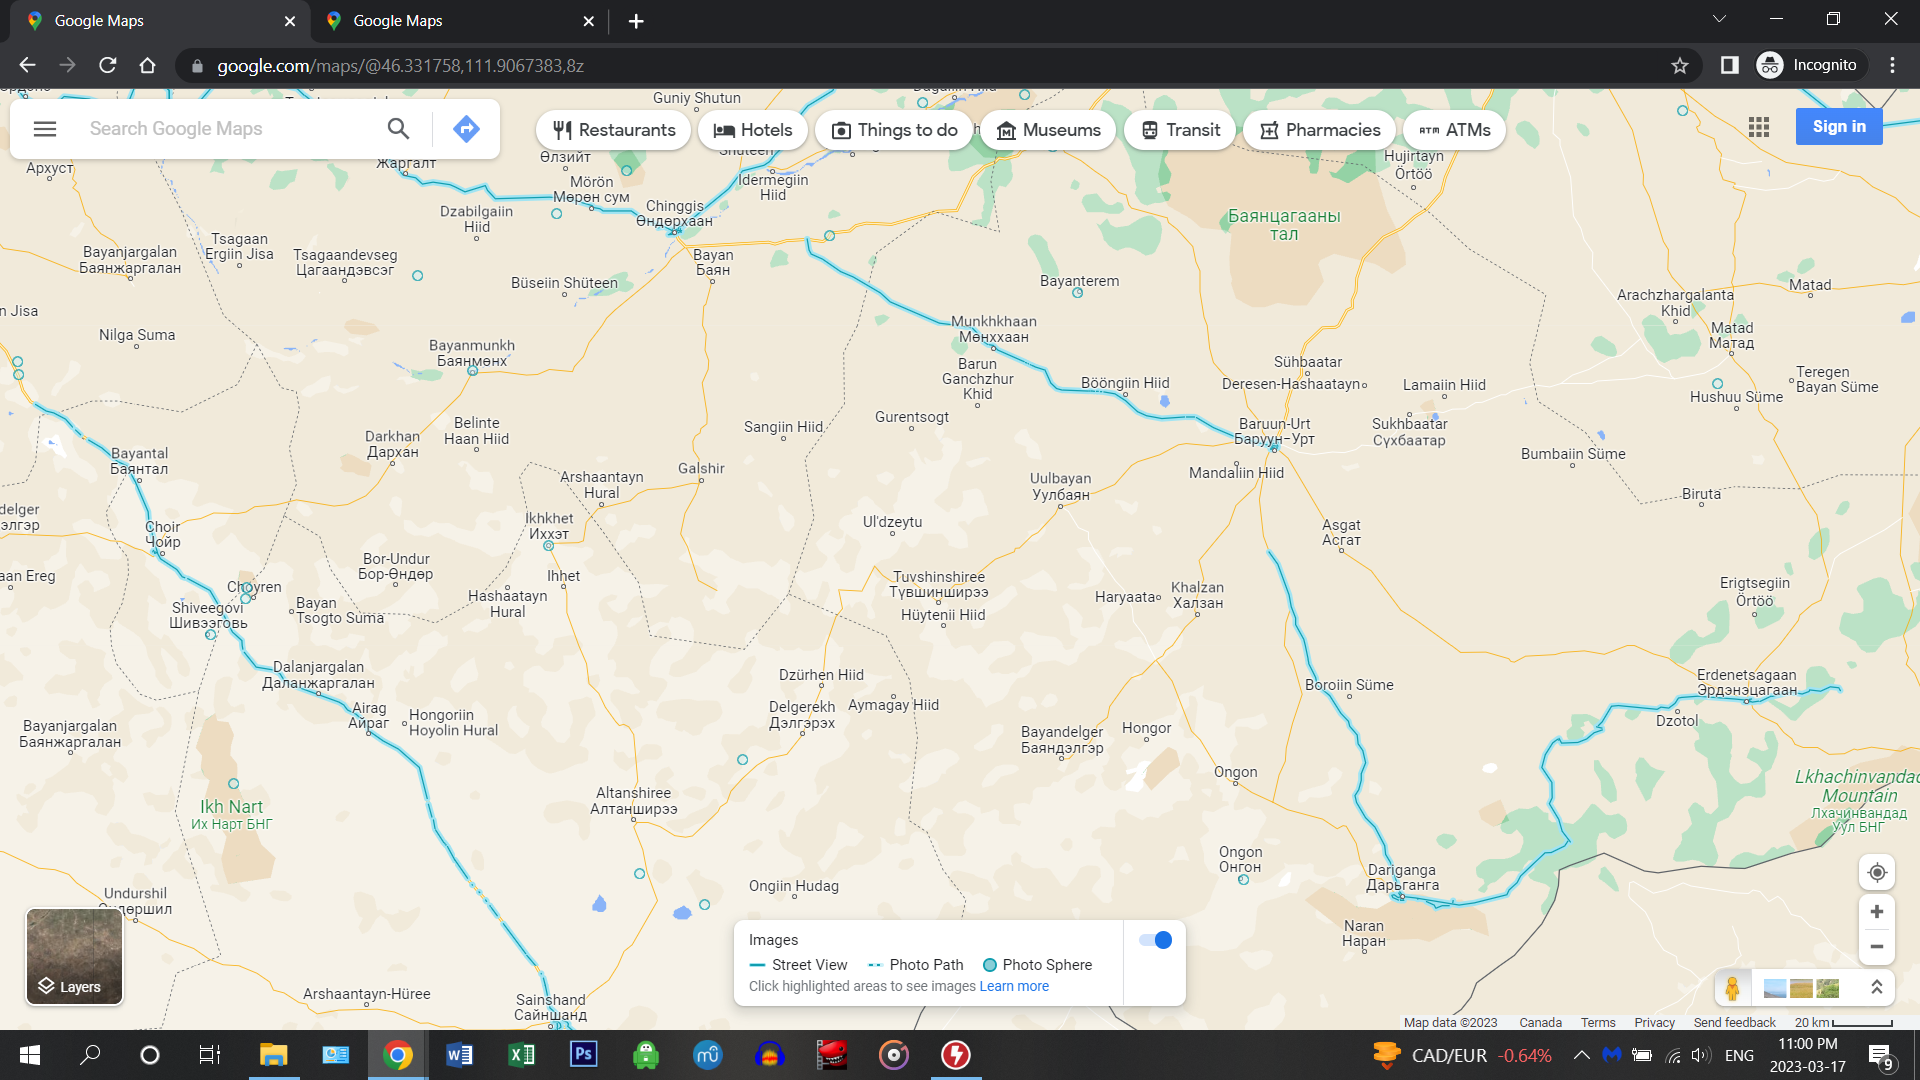 Google Maps
Google Maps
google.com/maps/@46.331758,111.9067383,8z
Incognito
Search Google Maps
Restaurants
Hotels
Things to do
Museums
Transit
Pharmacies
ATMs
Sign in
Guniy Shutun
Архуст
Жаргалт
Өлзийт
Mörön
Мөрөн сум
Idermegiin
Hiid
Hujirtayn
Örtöö
Dzabilgaiin
Hiid
Chinggis
Өндөрхаан
Баянцагааны
тал
Bayanjargalan
Баянжаргалан
Tsagaan
Ergiin Jisa
Tsagaandevseg
Цагаандэвсэг
Bayan
Баян
Büseiin Shüteen
Bayanterem
Arachzhargalanta
Khid
Matad
n Jisa
Nilga Suma
Bayanmunkh
Баянмөнх
Munkhkhaan
Мөнххаан
Matad
Матад
Barun
Ganchzhur
Khid
Bööngiin Hiid
Sühbaatar
Deresen-Hashaatayn
Lamaiin Hiid
Teregen
Bayan Süme
Hushuu Süme
Belinte
Haan Hiid
Darkhan
Дархан
Sangiin Hiid
Gurentsogt
Baruun-Urt
Баруун-Урт
Sukhbaatar
Сүхбаатар
Bayantal
Баянтал
Bumbaiin Süme
Galshir
Mandaliin Hiid
Arshaantayn
Hural
Uulbayan
Уулбаян
Biruta
delger
элгэр
Choir
Чойр
Ikhkhet
Иххэт
Ul'dzeytu
Asgat
Асгат
Bor-Undur
Бор-Өндөр
aan Ereg
Choyren
Ihhet
Hashaatayn
Hural
Tuvshinshiree
Түвшинширээ
Hüytenii Hiid
Haryaata
Khalzan
Халзан
Erigtsegiin
Örtöö
Shiveegovi
Шивээговь
Bayan
Tsogto Suma
Dalanjargalan
Даланжаргалан
Dzürhen Hiid
Boroiin Süme
Erdenetsagaan
Эрдэнэцагаан
Dzotol
Airag
Айраг
Hongoriin
Hoyolin Hural
Delgerekh
Дэлгэрэх
Aymagay Hiid
Bayanjargalan
Баянжаргалан
Bayandelger
Баяндэлгэр
Hongor
Ongon
Altanshiree
Алтанширээ
Ikh Nart
Их Нарт БНГ
Lkhachinvandad
Mountain
Лхачинвандад
Уул БНГ
Ongon
Онгон
Dariganga
Дарьганга
Undurshil
Өндөршил
Ongiin Hudag
Naran
Наран
Arshaantayn-Hüree
Sainshand
Сайншанд
Layers
Images
Street View
Photo Path
Photo Sphere
Click highlighted areas to see images Learn more
Map data ©2023
Canada
Terms
Privacy
Send feedback
20 km
CAD/EUR -0.64%
ENG
11:00 PM
2023-03-17
9